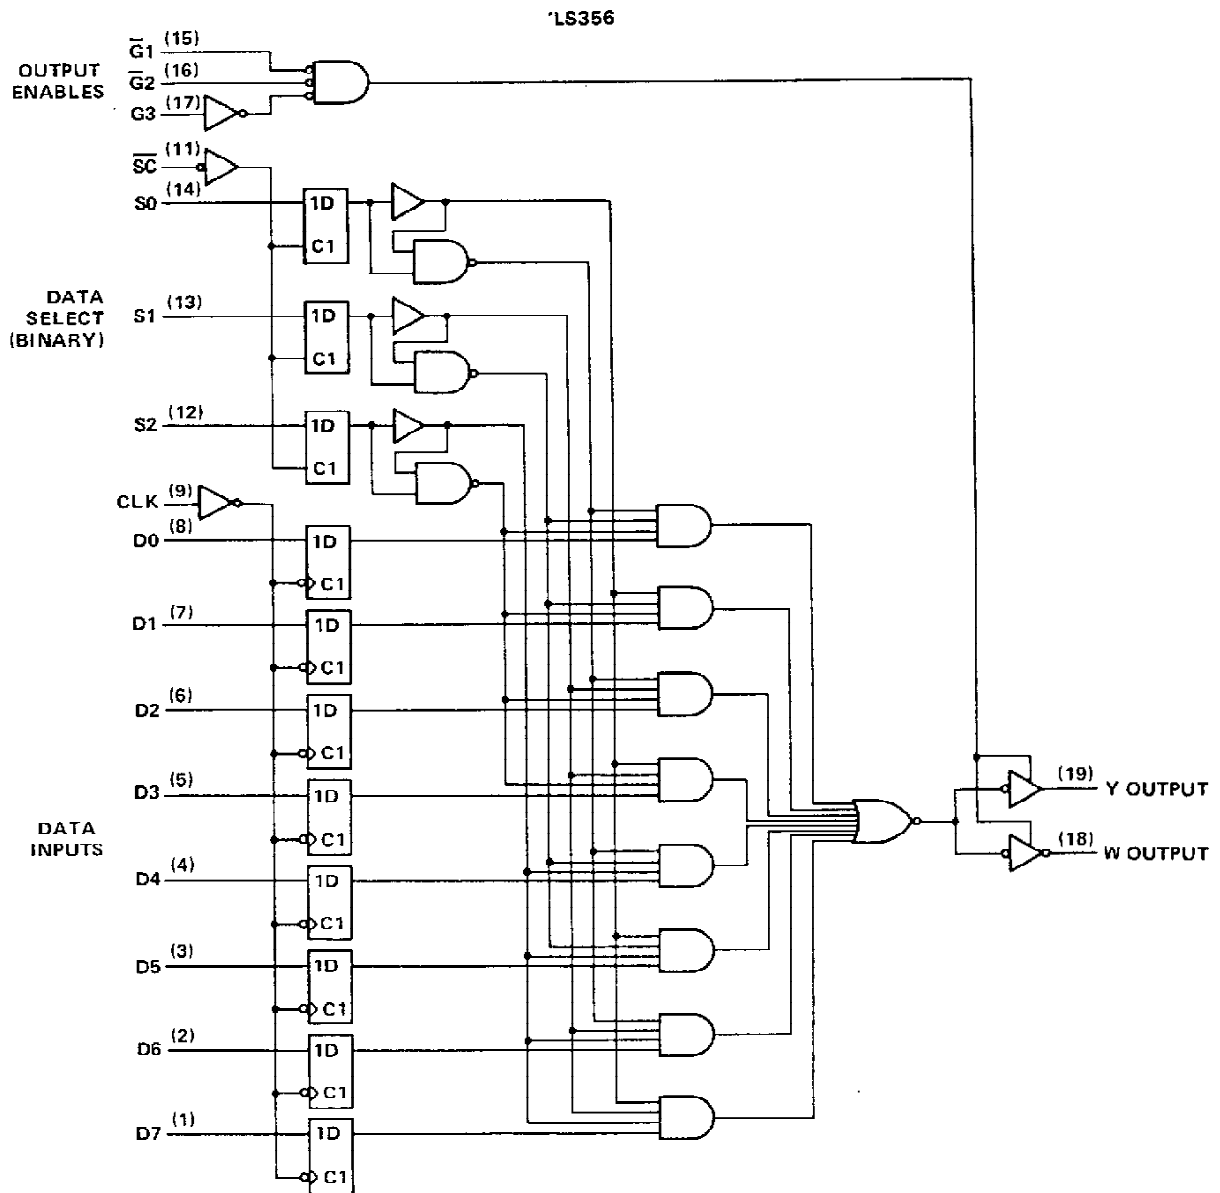 'LS356
G̅1 (15)
OUTPUT ENABLES
G̅2 (16)
G3 (17)
S̅C̅ (11)
S0 (14)
1D
C1
DATA SELECT (BINARY)
S1 (13)
1D
C1
S2 (12)
1D
C1
CLK (9)
D0 (8)
1D
C1
D1 (7)
1D
C1
D2 (6)
1D
C1
D3 (5)
1D
C1
DATA INPUTS
D4 (4)
1D
C1
D5 (3)
1D
C1
D6 (2)
1D
C1
D7 (1)
1D
C1
(19) Y OUTPUT
(18) W OUTPUT